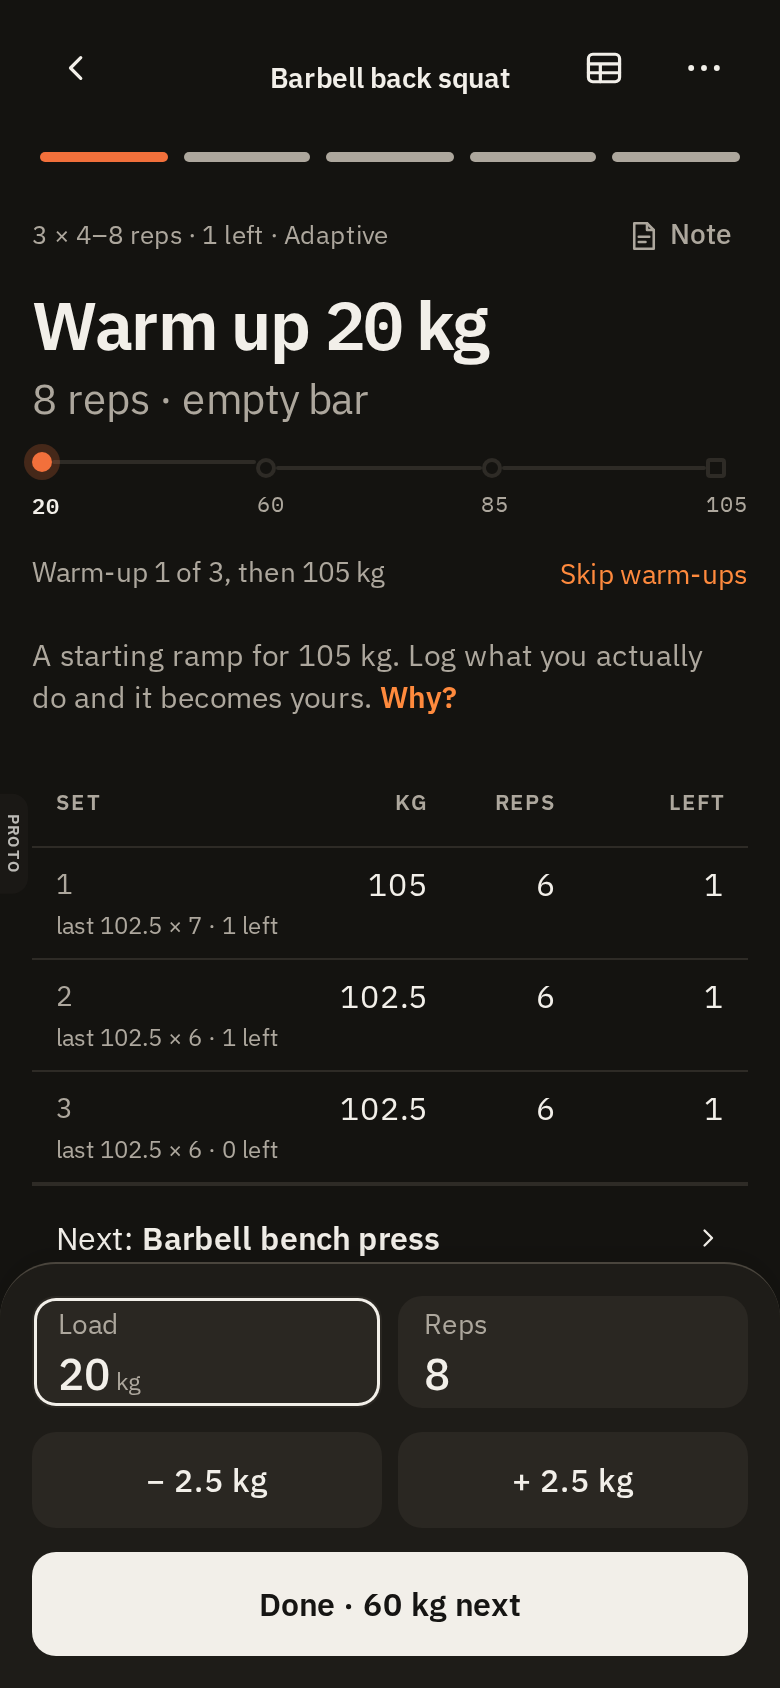 Barbell back squat
3 × 4–8 reps · 1 left · Adaptive
Note
Warm up 20 kg
8 reps · empty bar
20 60 85 105
Warm-up 1 of 3, then 105 kg
Skip warm-ups
A starting ramp for 105 kg. Log what you actually
do and it becomes yours. Why?
PROTO
SET KG REPS LEFT
1 105 6 1
last 102.5 × 7 · 1 left
2 102.5 6 1
last 102.5 × 6 · 1 left
3 102.5 6 1
last 102.5 × 6 · 0 left
Next: Barbell bench press
Load
20 kg
Reps
8
− 2.5 kg
+ 2.5 kg
Done · 60 kg next